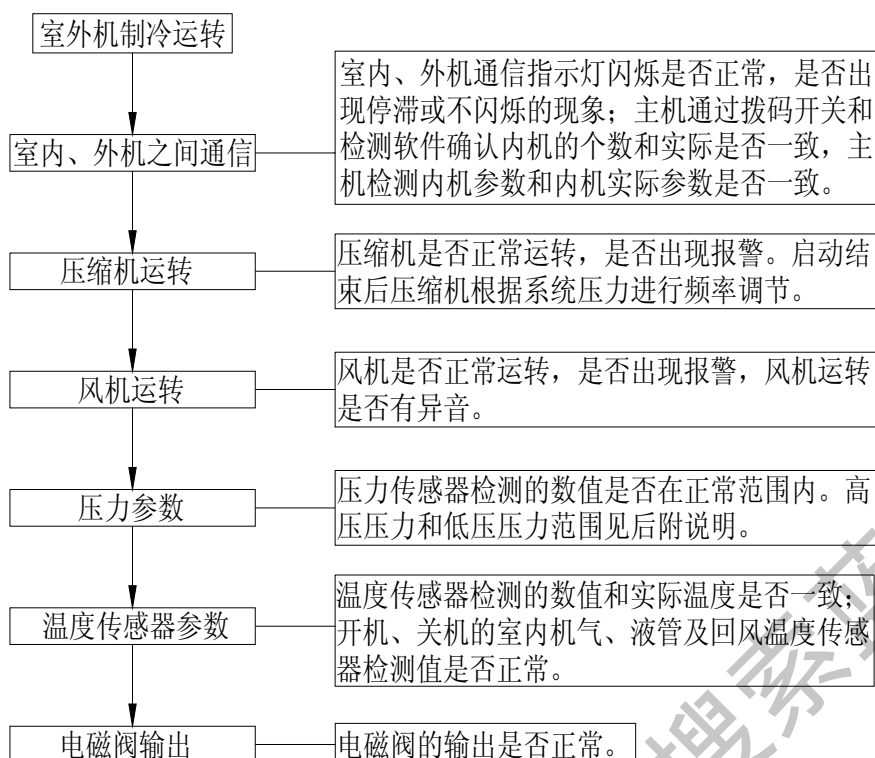 室外机制冷运转
室内、外机之间通信
室内、外机通信指示灯闪烁是否正常，是否出
现停滞或不闪烁的现象；主机通过拨码开关和
检测软件确认内机的个数和实际是否一致，主
机检测内机参数和内机实际参数是否一致。
压缩机运转
压缩机是否正常运转，是否出现报警。启动结
束后压缩机根据系统压力进行频率调节。
风机运转
风机是否正常运转，是否出现报警，风机运转
是否有异音。
压力参数
压力传感器检测的数值是否在正常范围内。高
压压力和低压压力范围见后附说明。
温度传感器参数
温度传感器检测的数值和实际温度是否一致；
开机、关机的室内机气、液管及回风温度传感
器检测值是否正常。
电磁阀输出
电磁阀的输出是否正常。
搜索